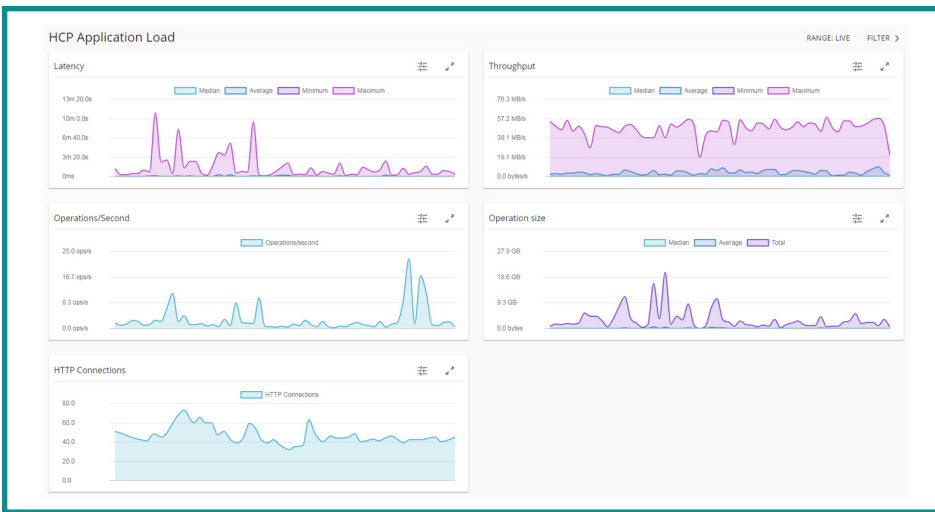 HCP Application Load
RANGE: LIVE FILTER >
Latency
Median Average Minimum Maximum
13m 20.0s
10m 0.0s
6m 40.0s
3m 20.0s
0ms
Throughput
Median Average Minimum Maximum
76.3 MB/s
57.2 MB/s
38.1 MB/s
19.1 MB/s
0.0 bytes/s
Operations/Second
Operations/second
25.0 ops/s
16.7 ops/s
8.3 ops/s
0.0 ops/s
Operation size
Median Average Total
27.9 GB
18.6 GB
9.3 GB
0.0 bytes
HTTP Connections
HTTP Connections
80.0
60.0
40.0
20.0
0.0